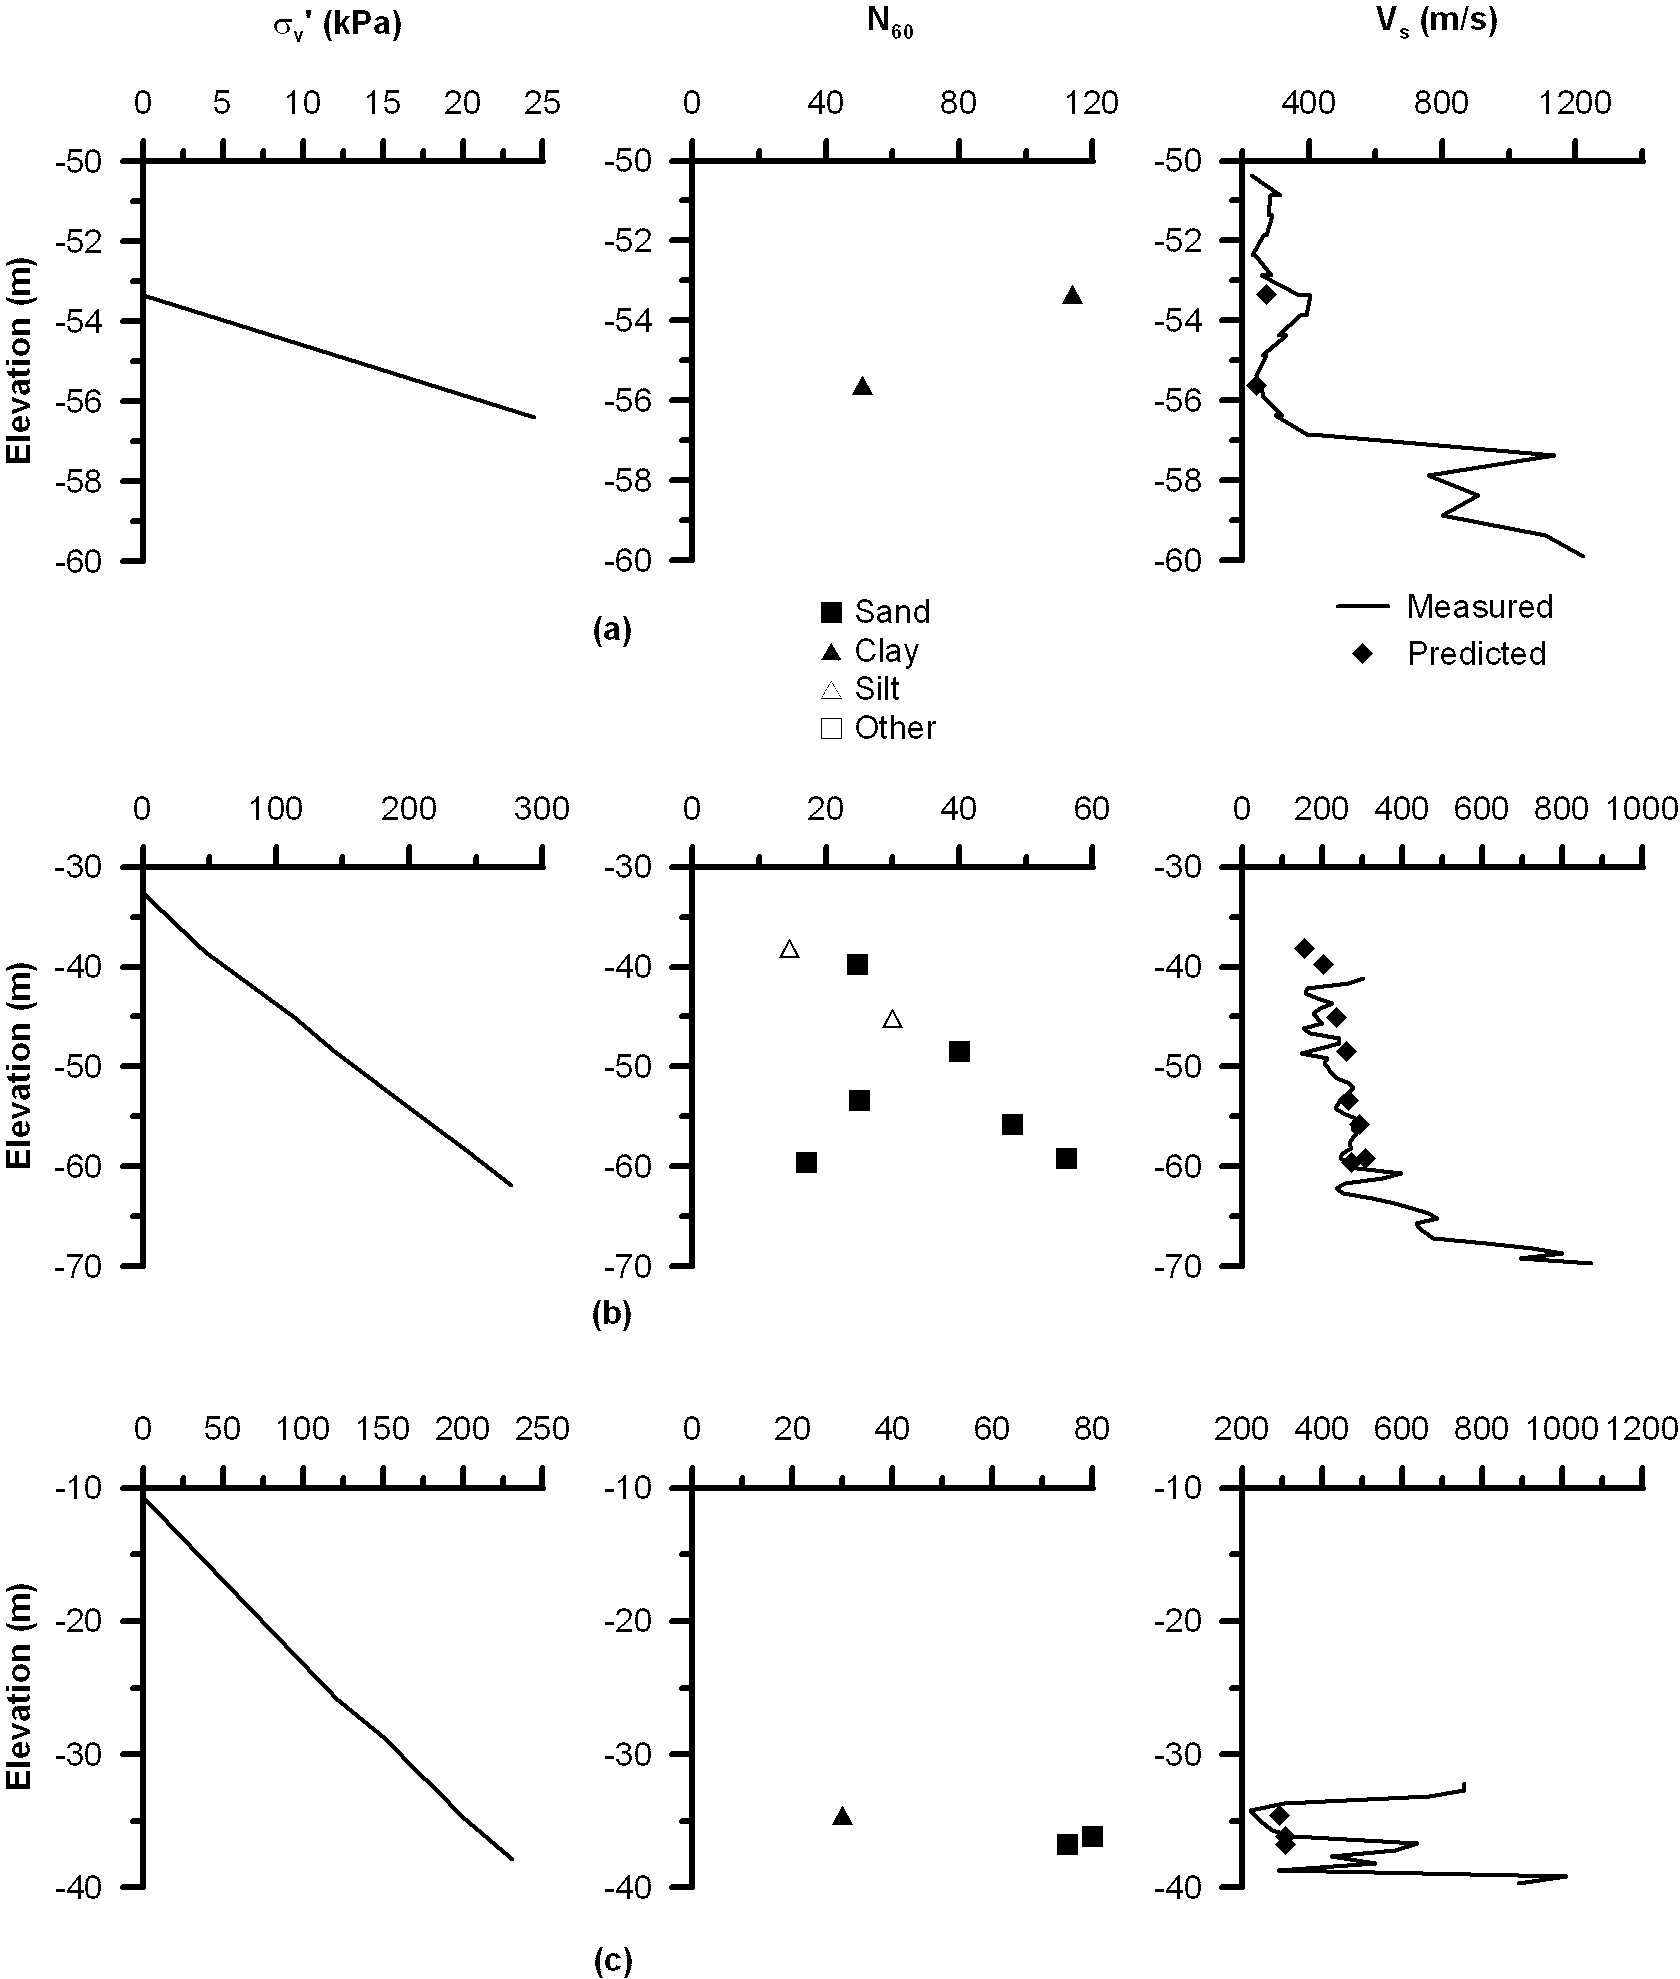 σv' (kPa) N60 Vs (m/s)
0 5 10 15 20 25 0 40 80 120 400 800 1200
-50 -50 -50
-52 -52 -52
-54 -54 -54
-56 -56 -56
-58 -58 -58
-60 -60 -60
Elevation (m)
(a)
Sand
Clay
Silt
Other
Measured
Predicted
0 100 200 300 0 20 40 60 0 200 400 600 800 1000
-30 -30 -30
-40 -40 -40
-50 -50 -50
-60 -60 -60
-70 -70 -70
Elevation (m)
(b)
0 50 100 150 200 250 0 20 40 60 80 200 400 600 800 1000 1200
-10 -10 -10
-20 -20 -20
-30 -30 -30
-40 -40 -40
Elevation (m)
(c)